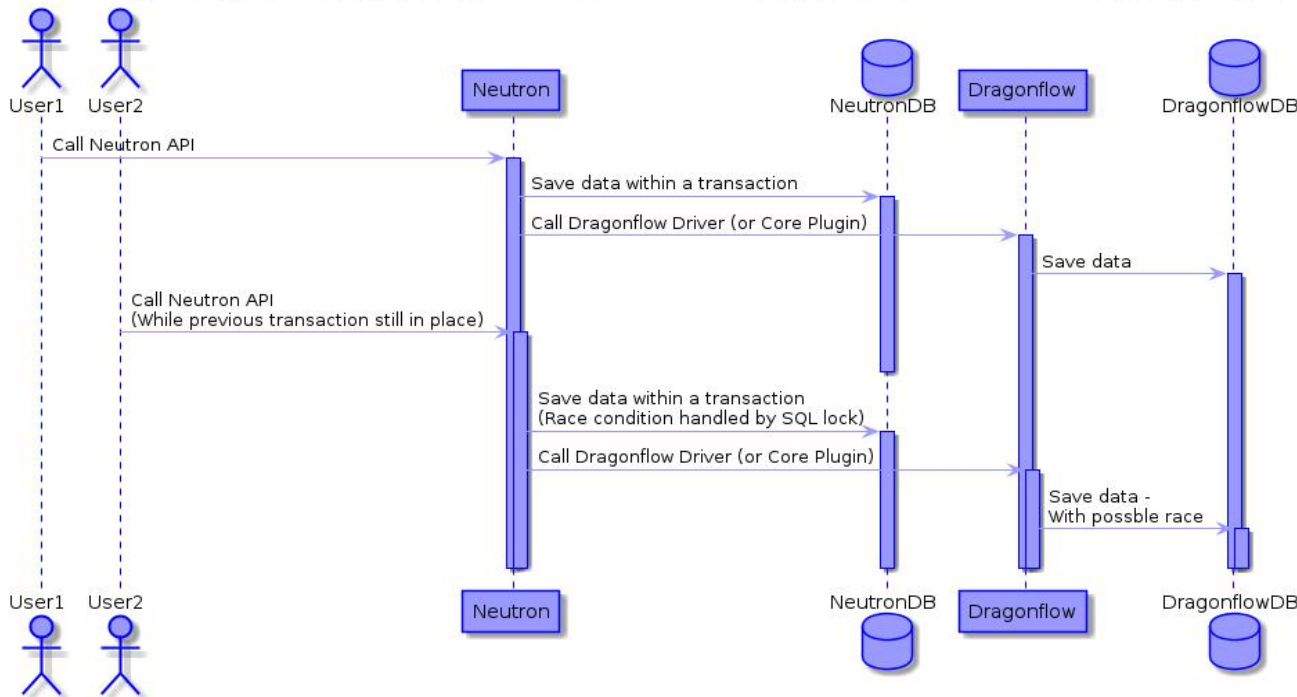 User1
User2
Neutron
NeutronDB
Dragonflow
DragonflowDB
Call Neutron API
Save data within a transaction
Call Dragonflow Driver (or Core Plugin)
Save data
Call Neutron API
(While previous transaction still in place)
Save data within a transaction
(Race condition handled by SQL lock)
Call Dragonflow Driver (or Core Plugin)
Save data -
With possble race
User1
User2
Neutron
NeutronDB
Dragonflow
DragonflowDB